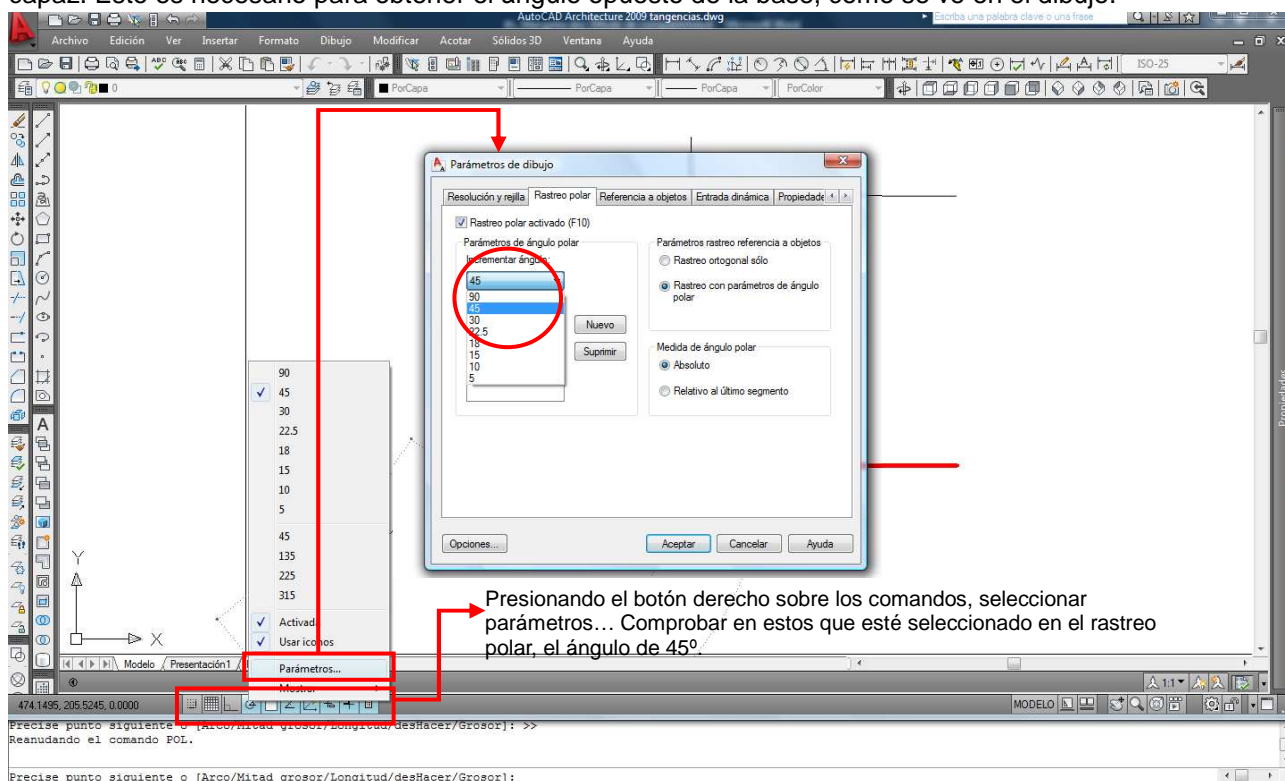 capaz. Esto es necesario para obtener el ángulo opuesto de la base, como se ve en el dibujo.
AutoCAD Architecture 2009 tangencias.dwg
Escriba una palabra clave o una frase
Archivo Edición Ver Insertar Formato Dibujo Modificar Acotar Sólidos 3D Ventana Ayuda
ISO-25
0
PorCapa
PorCapa
PorCapa
PorColor
Parámetros de dibujo
Resolución y rejilla
Rastreo polar
Referencia a objetos
Entrada dinámica
Propiedade
Rastreo polar activado (F10)
Parámetros de ángulo polar
Incrementar ángulo:
45
90
45
30
22.5
18
15
10
5
Nuevo
Suprimir
Parámetros rastreo referencia a objetos
Rastreo ortogonal sólo
Rastreo con parámetros de ángulo
polar
Medida de ángulo polar
Absoluto
Relativo al último segmento
Opciones...
Aceptar
Cancelar
Ayuda
Propiedades
90
45
30
22.5
18
15
10
5
45
135
225
315
Activada
Usar iconos
Parámetros...
Mostrar
Y
X
A
Presionando el botón derecho sobre los comandos, seleccionar
parámetros… Comprobar en estos que esté seleccionado en el rastreo
polar, el ángulo de 45º.
Modelo
Presentación1
1:1
474.1495, 205.5245, 0.0000
MODELO
Precise punto siguiente o [Arco/Mitad grosor/Longitud/desHacer/Grosor]: >>
Reanudando el comando POL.
Precise punto siguiente o [Arco/Mitad grosor/Longitud/desHacer/Grosor]: